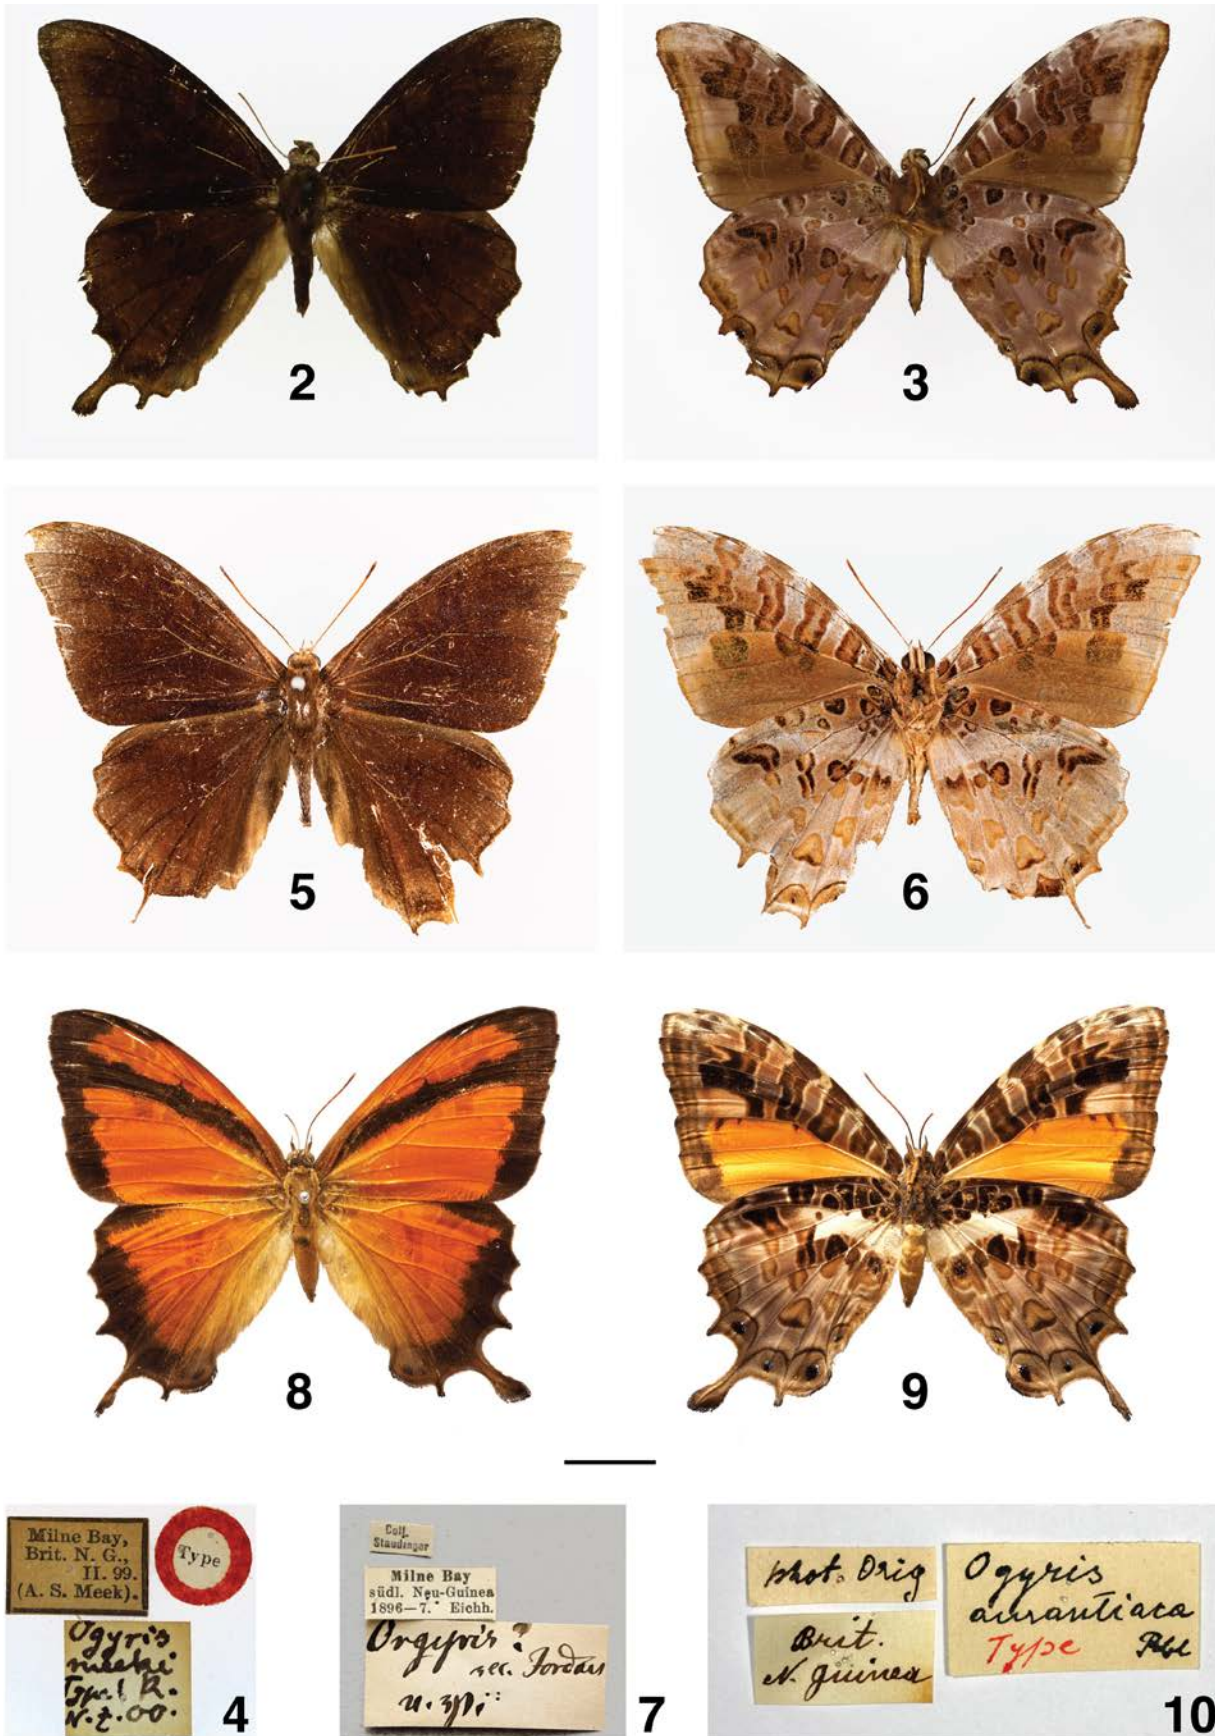 2
3
5
6
8
9
Milne Bay,
Brit. N. G.,
II. 99.
(A. S. Meek).
Type
Ogyris
meeki
Type! R.
N. Z. 00.
4
Coll.
Staudinger
Milne Bay
südl. Neu-Guinea
1896—7. Eichh.
Orgyris?
sec. Jordan
n. sp.
7
phot. Orig
Brit.
N. Guinea
Ogyris
aurantiaca
Type
10